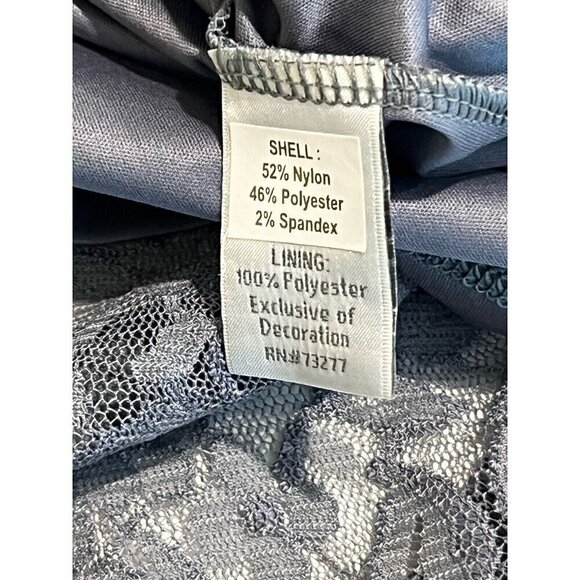 SHELL :
52% Nylon
46% Polyester
2% Spandex
LINING:
100% Polyester
Exclusive of
Decoration
RN#73277